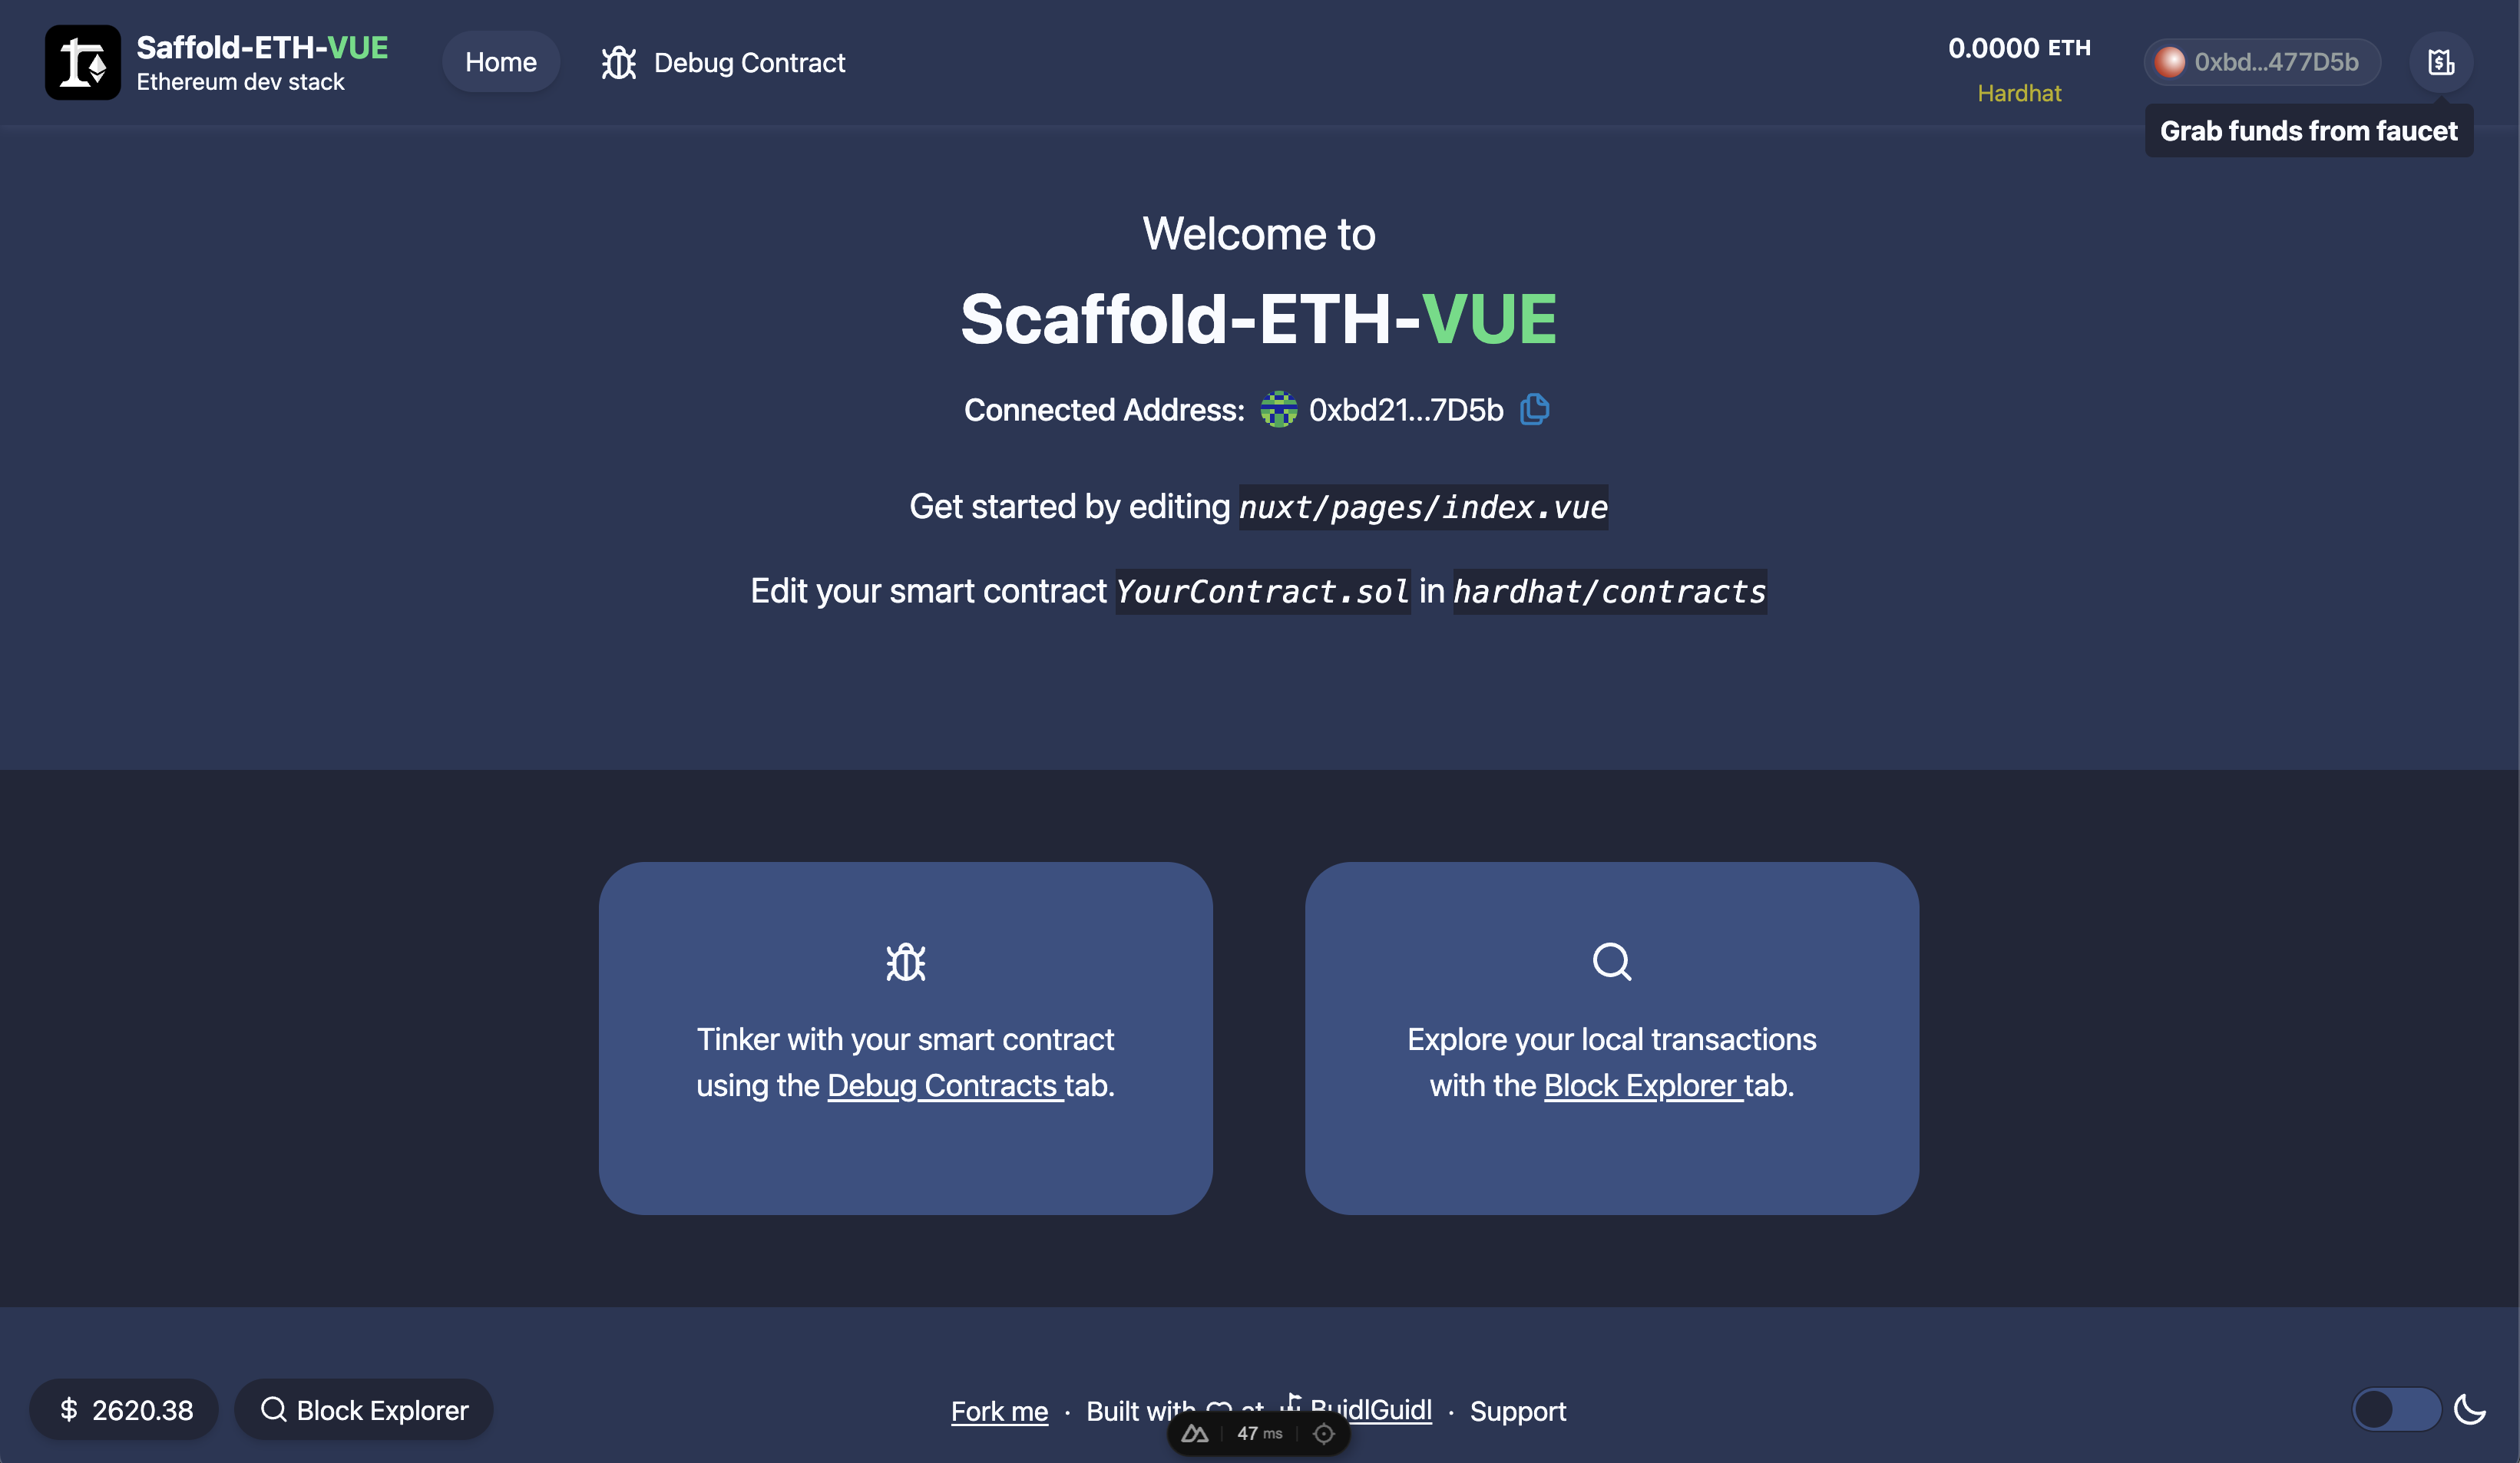 Saffold-ETH-VUE
Ethereum dev stack
Home
Debug Contract
0.0000 ETH
Hardhat
0xbd...477D5b
Grab funds from faucet
Welcome to
Scaffold-ETH-VUE
Connected Address: 0xbd21...7D5b
Get started by editing nuxt/pages/index.vue
Edit your smart contract YourContract.sol in hardhat/contracts
Tinker with your smart contract
using the Debug Contracts tab.
Explore your local transactions
with the Block Explorer tab.
$ 2620.38
Block Explorer
Fork me · Built with at BuidlGuidl · Support
47 ms